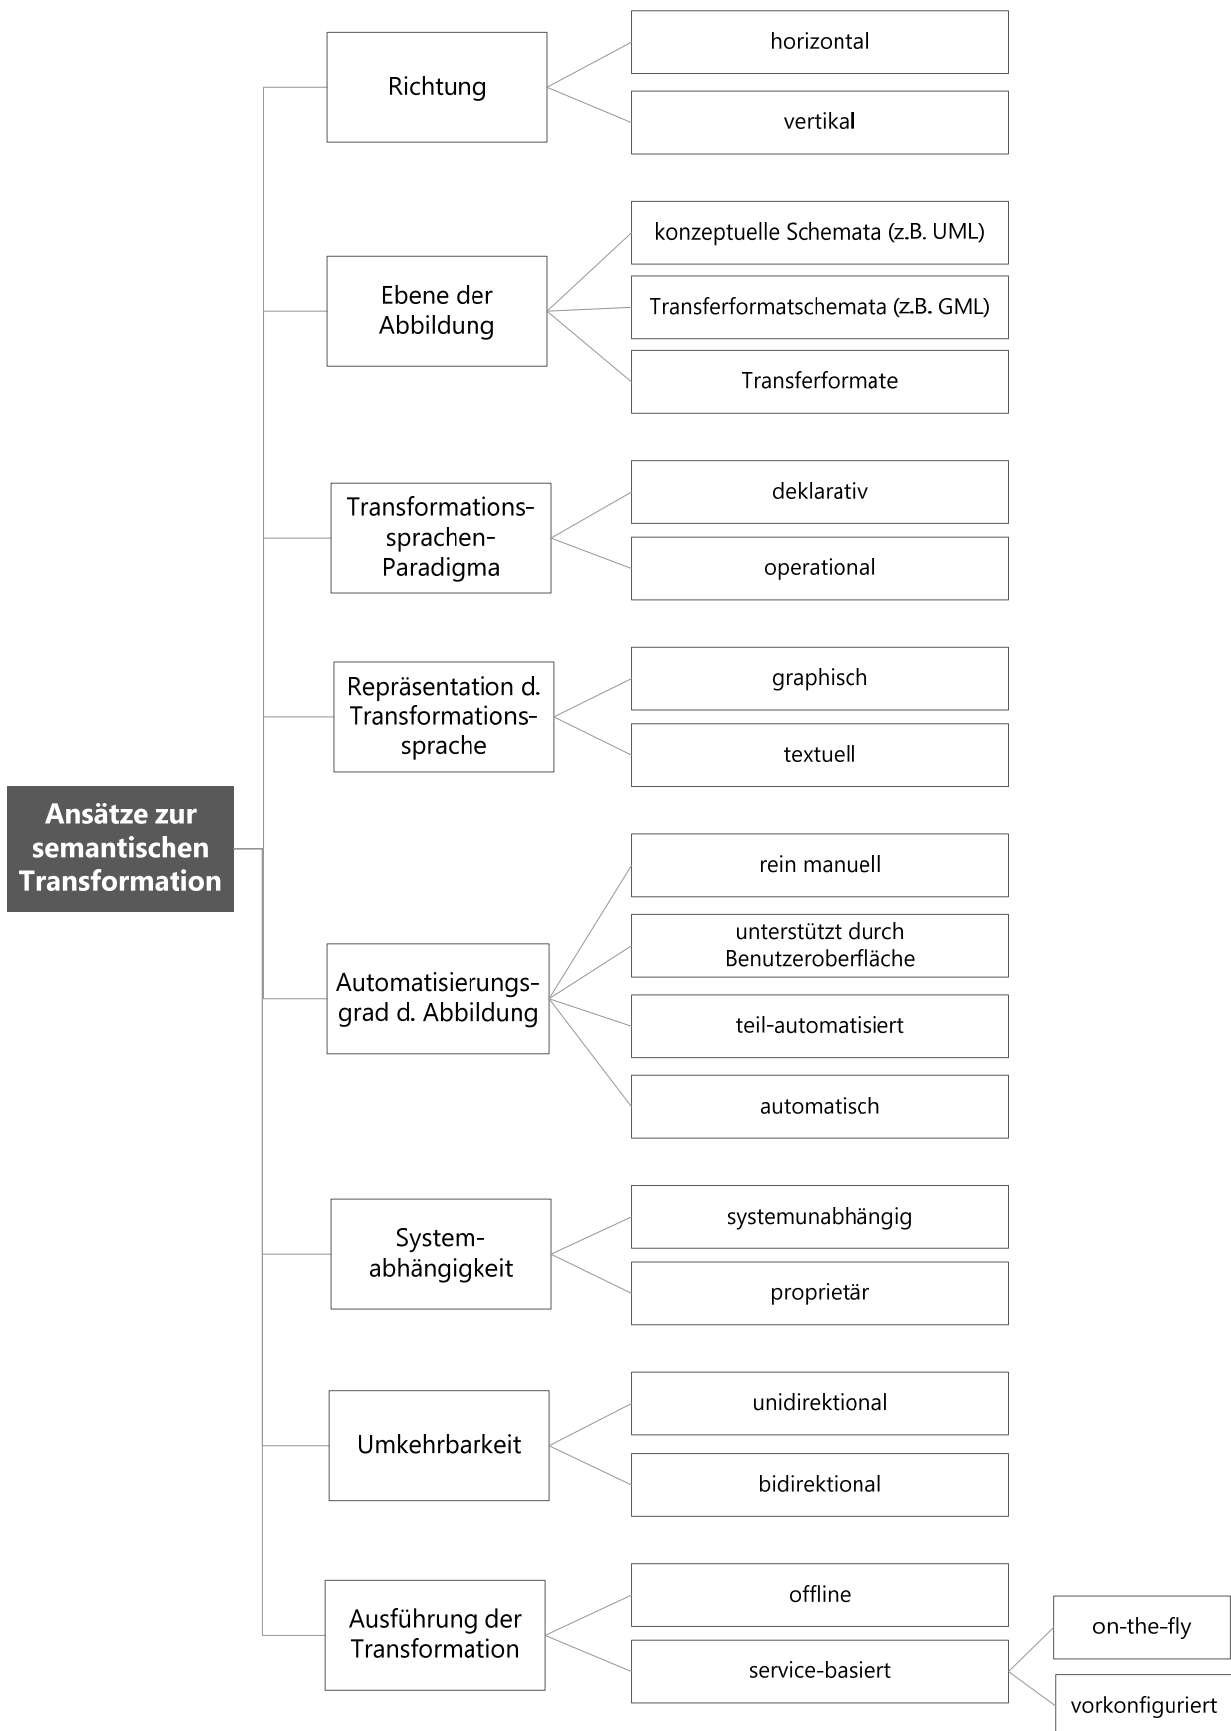 Richtung
horizontal
vertikal
Ebene der
Abbildung
konzeptuelle Schemata (z.B. UML)
Transferformatschemata (z.B. GML)
Transferformate
Transformations-
sprachen-
Paradigma
deklarativ
operational
Repräsentation d.
Transformations-
sprache
graphisch
textuell
Ansätze zur
semantischen
Transformation
Automatisierungs-
grad d. Abbildung
rein manuell
unterstützt durch
Benutzeroberfläche
teil-automatisiert
automatisch
System-
abhängigkeit
systemunabhängig
proprietär
Umkehrbarkeit
unidirektional
bidirektional
Ausführung der
Transformation
offline
service-basiert
on-the-fly
vorkonfiguriert